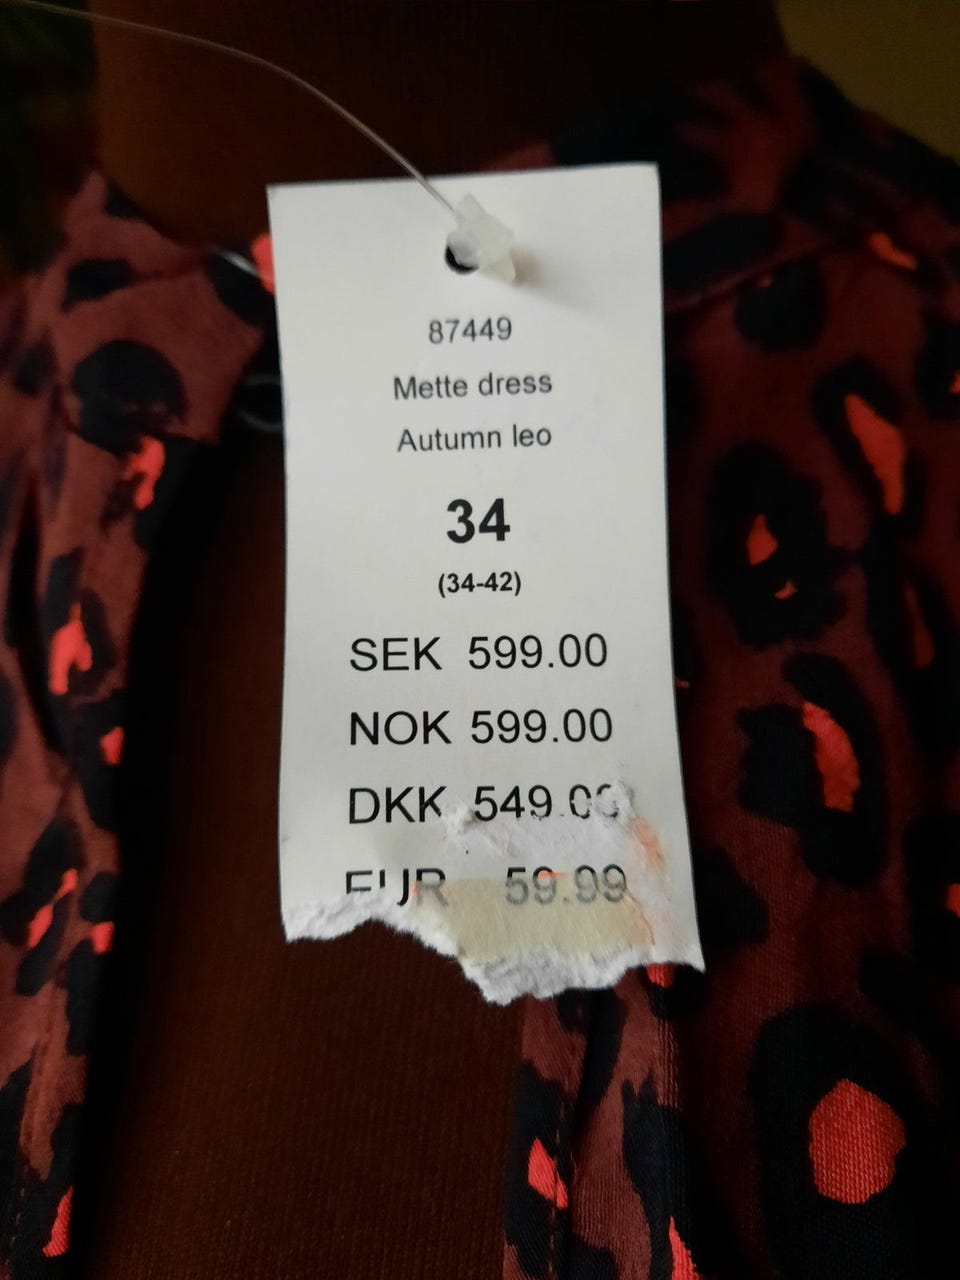 87449
Mette dress
Autumn leo
34
(34-42)
SEK 599.00
NOK 599.00
DKK 549.00
EUR 59.99